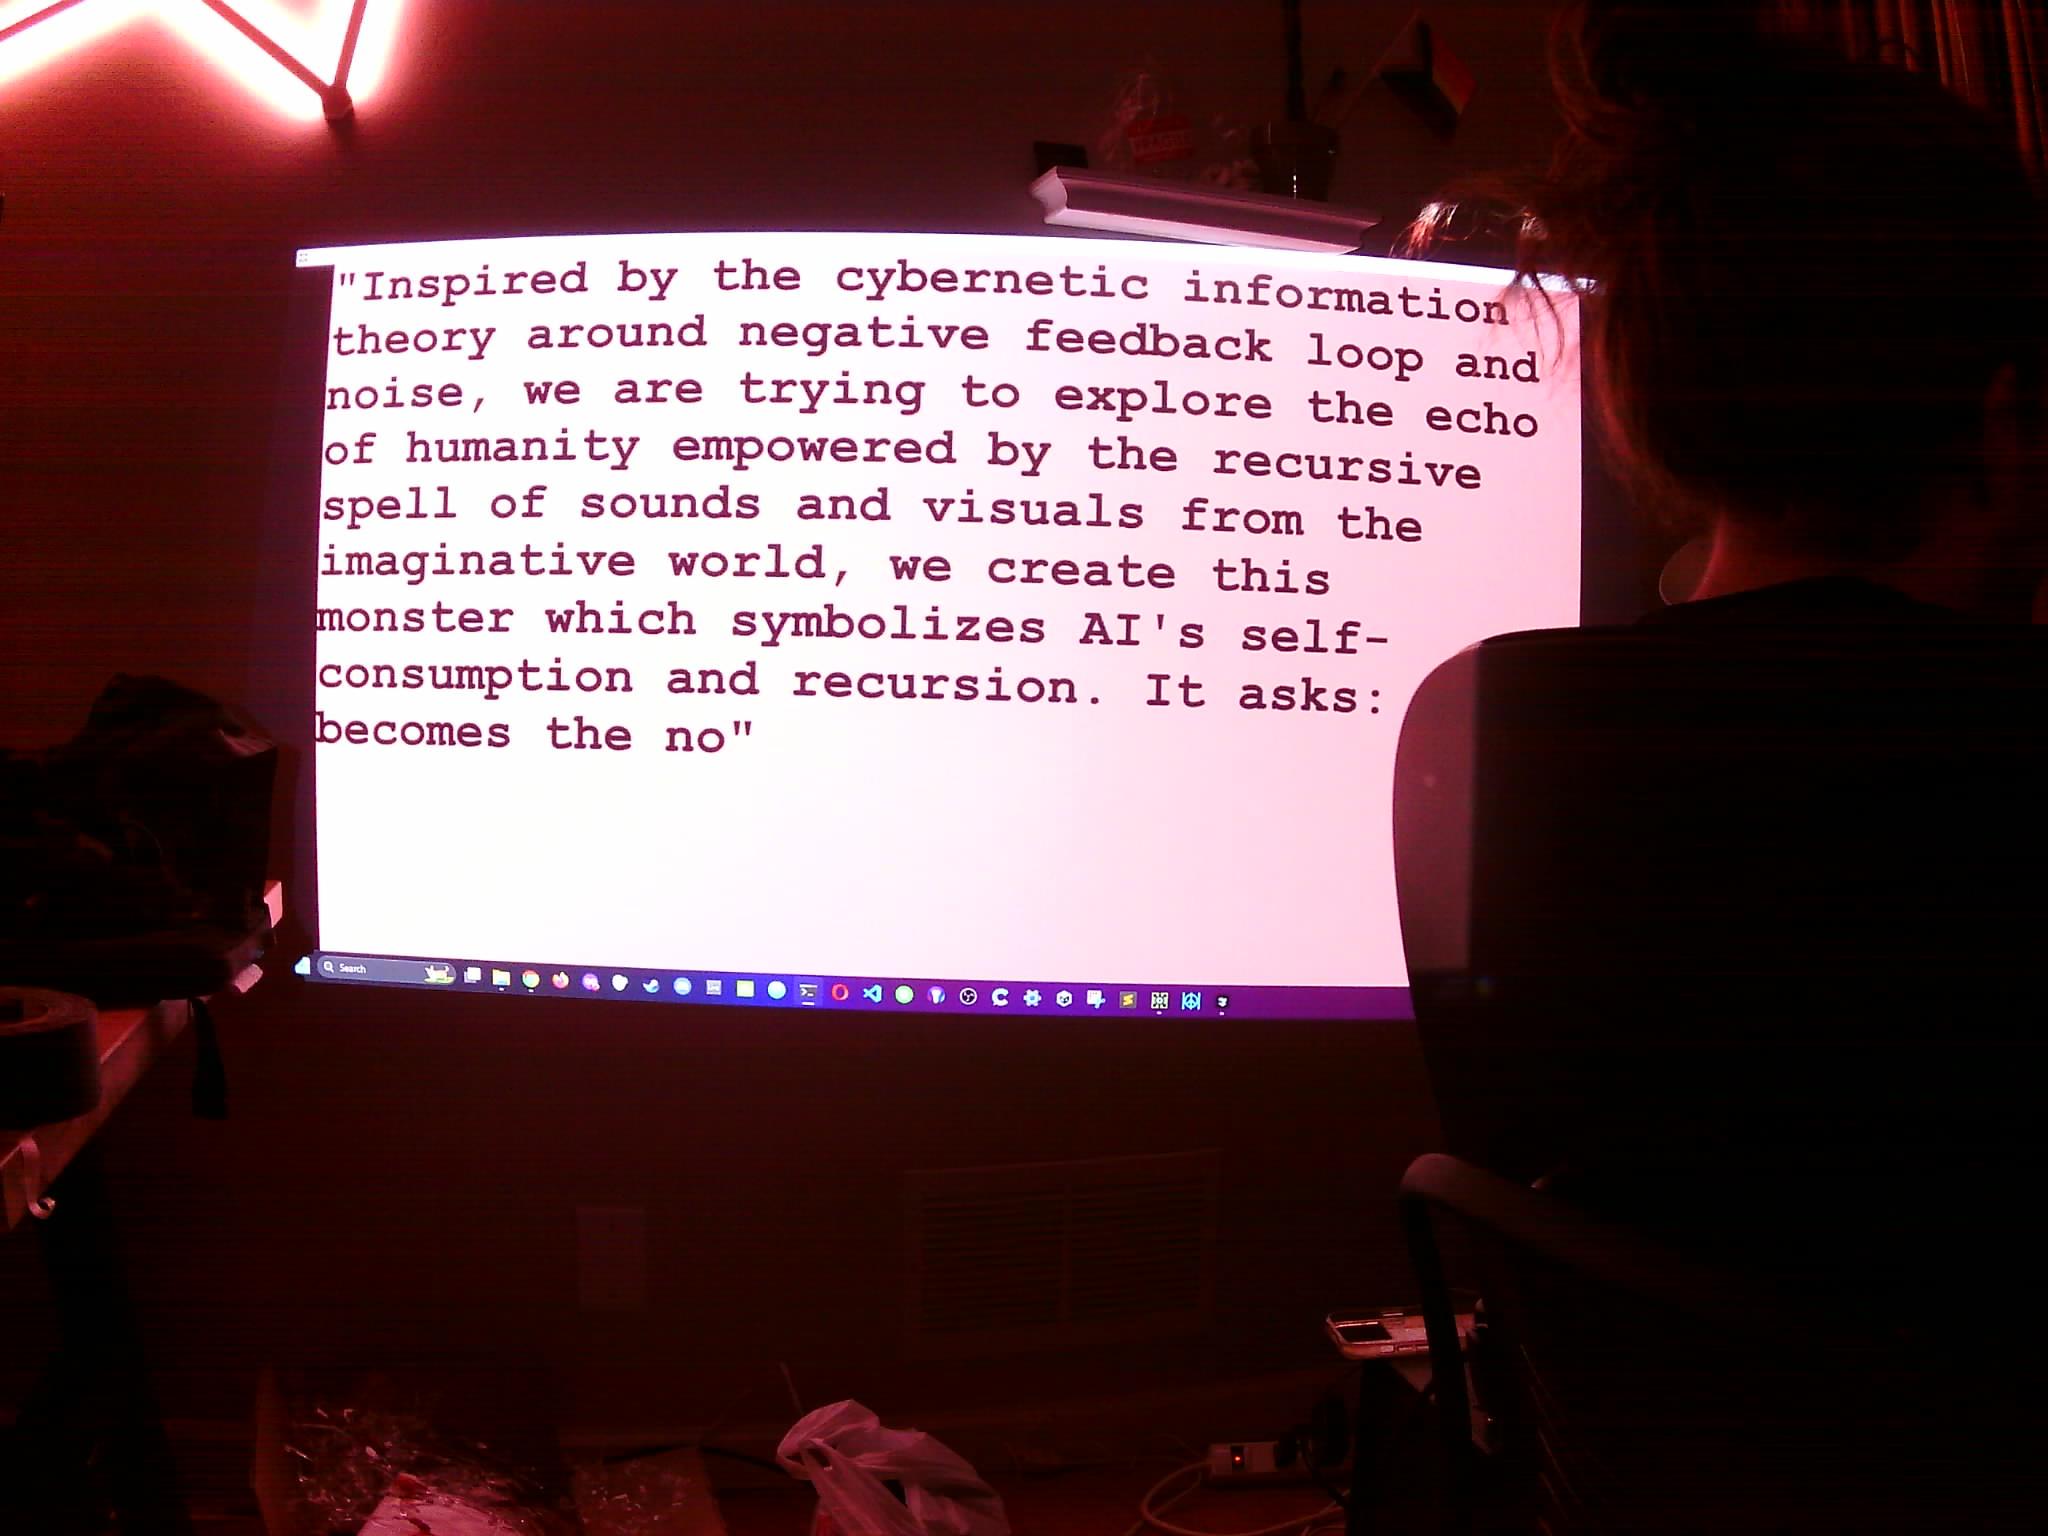 "Inspired by the cybernetic information
theory around negative feedback loop and
noise, we are trying to explore the echo
of humanity empowered by the recursive
spell of sounds and visuals from the
imaginative world, we create this
monster which symbolizes AI's self-
consumption and recursion. It asks:
becomes the no"
Search